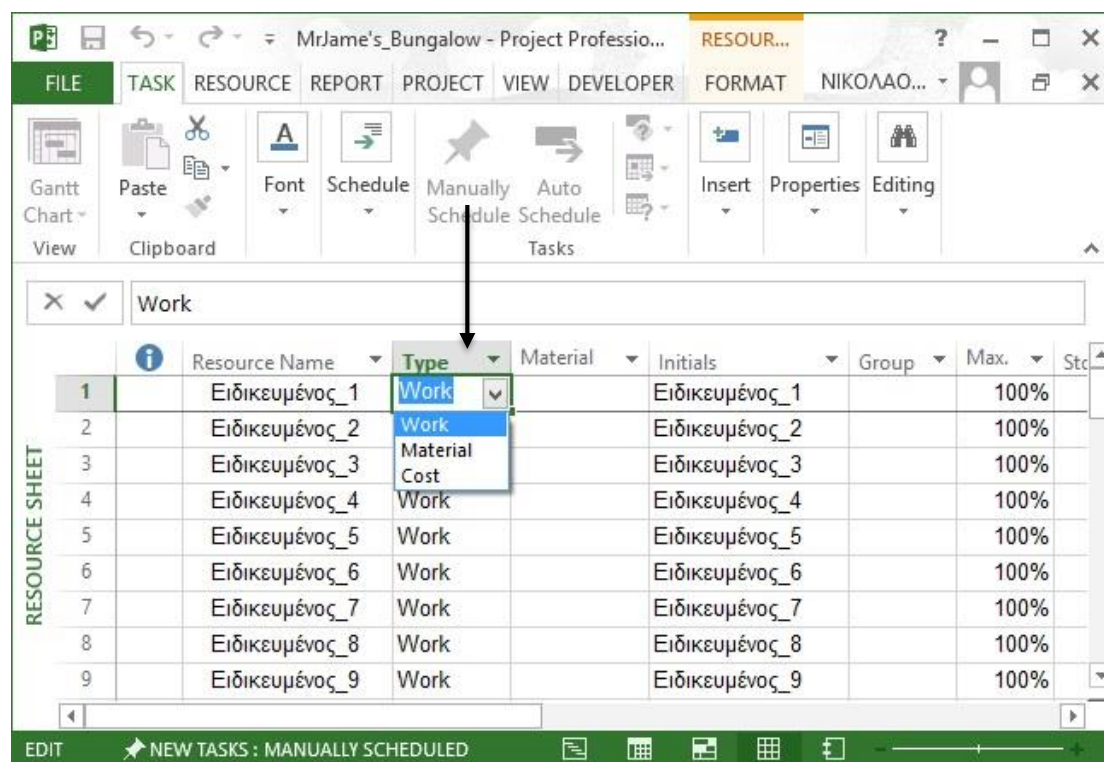 MrJame's_Bungalow - Project Professio... RESOUR... ?
FILE TASK RESOURCE REPORT PROJECT VIEW DEVELOPER FORMAT ΝΙΚΟΛΑΟ...
Gantt Chart Paste Font Schedule Manually Schedule Auto Schedule Insert Properties Editing
View Clipboard Tasks
Work
Resource Name Type Material Initials Group Max. Std
1 Ειδικευμένος_1 Work Ειδικευμένος_1 100%
2 Ειδικευμένος_2 Work Ειδικευμένος_2 100%
3 Ειδικευμένος_3 Material Ειδικευμένος_3 100%
Cost
4 Ειδικευμένος_4 Work Ειδικευμένος_4 100%
5 Ειδικευμένος_5 Work Ειδικευμένος_5 100%
6 Ειδικευμένος_6 Work Ειδικευμένος_6 100%
7 Ειδικευμένος_7 Work Ειδικευμένος_7 100%
8 Ειδικευμένος_8 Work Ειδικευμένος_8 100%
9 Ειδικευμένος_9 Work Ειδικευμένος_9 100%
RESOURCE SHEET
EDIT NEW TASKS : MANUALLY SCHEDULED